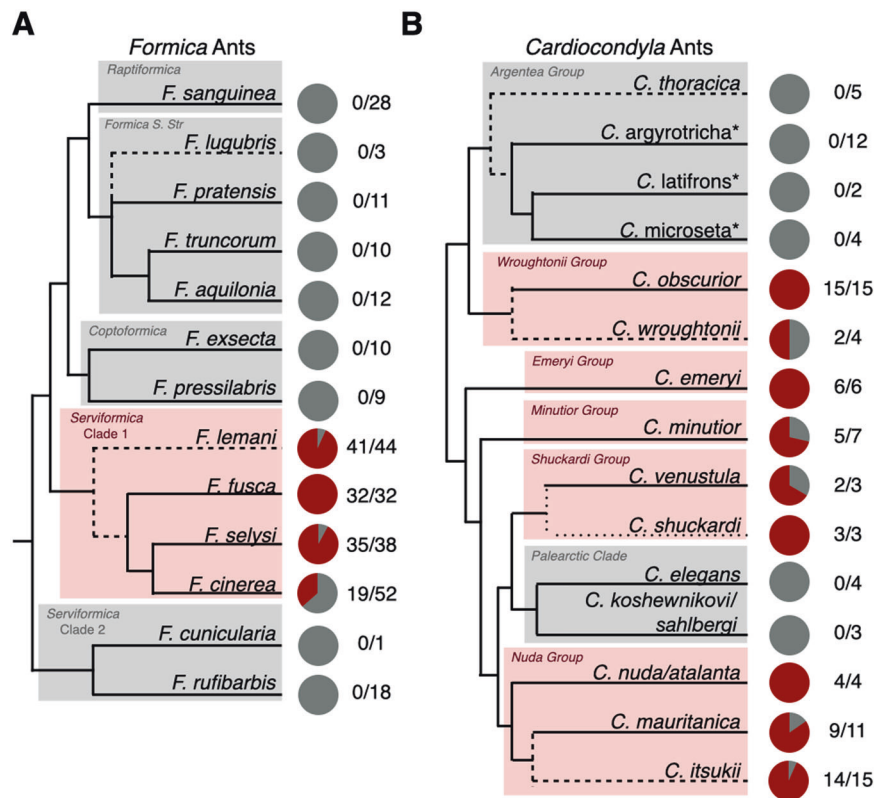 A
Formica Ants
Raptiformica
F. sanguinea 0/28
Formica S. Str
F. lugubris 0/3
F. pratensis 0/11
F. truncorum 0/10
F. aquilonia 0/12
Coptoformica
F. exsecta 0/10
F. pressilabris 0/9
Serviformica
Clade 1
F. lemani 41/44
F. fusca 32/32
F. selysi 35/38
F. cinerea 19/52
Serviformica
Clade 2
F. cunicularia 0/1
F. rufibarbis 0/18
B
Cardiocondyla Ants
Argentea Group
C. thoracica 0/5
C. argyrotricha* 0/12
C. latifrons* 0/2
C. microseta* 0/4
Wroughtonii Group
C. obscurior 15/15
C. wroughtonii 2/4
Emeryi Group
C. emeryi 6/6
Minutior Group
C. minutior 5/7
Shuckardi Group
C. venustula 2/3
C. shuckardi 3/3
Palearctic Clade
C. elegans 0/4
C. koshewnikovi/
sahlbergi 0/3
Nuda Group
C. nuda/atalanta 4/4
C. mauritanica 9/11
C. itsukii 14/15